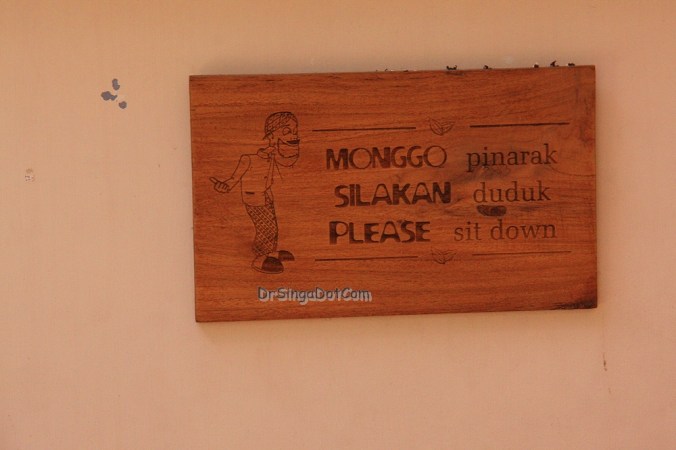 MONGGO pinarak
SILAKAN duduk
PLEASE sit down
DrSingaDotCom